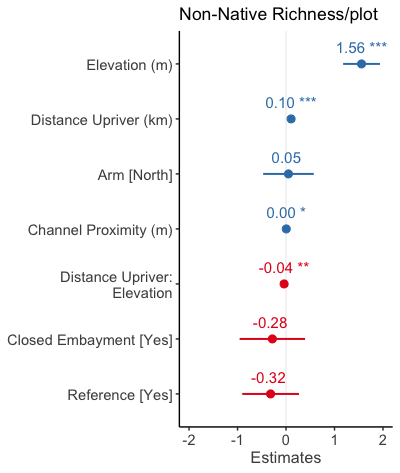 Non-Native Richness/plot
1.56 ***
Elevation (m)
0.10 ***
Distance Upriver (km)
0.05
Arm [North]
0.00 *
Channel Proximity (m)
-0.04 **
Distance Upriver:
Elevation
-0.28
Closed Embayment [Yes]
-0.32
Reference [Yes]
-2 -1 0 1 2
Estimates